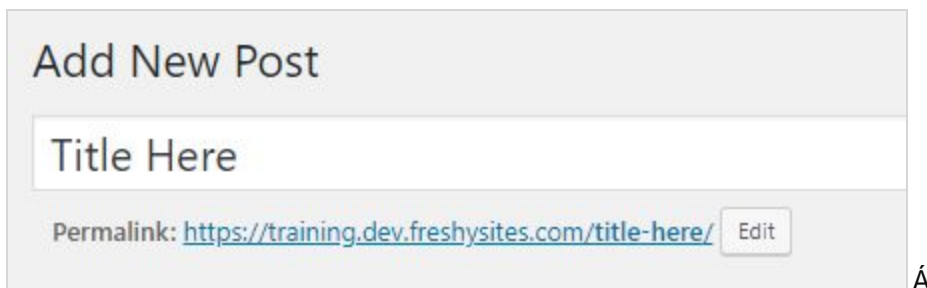 Add New Post
Title Here
Permalink: https://training.dev.freshysites.com/title-here/ Edit
Á